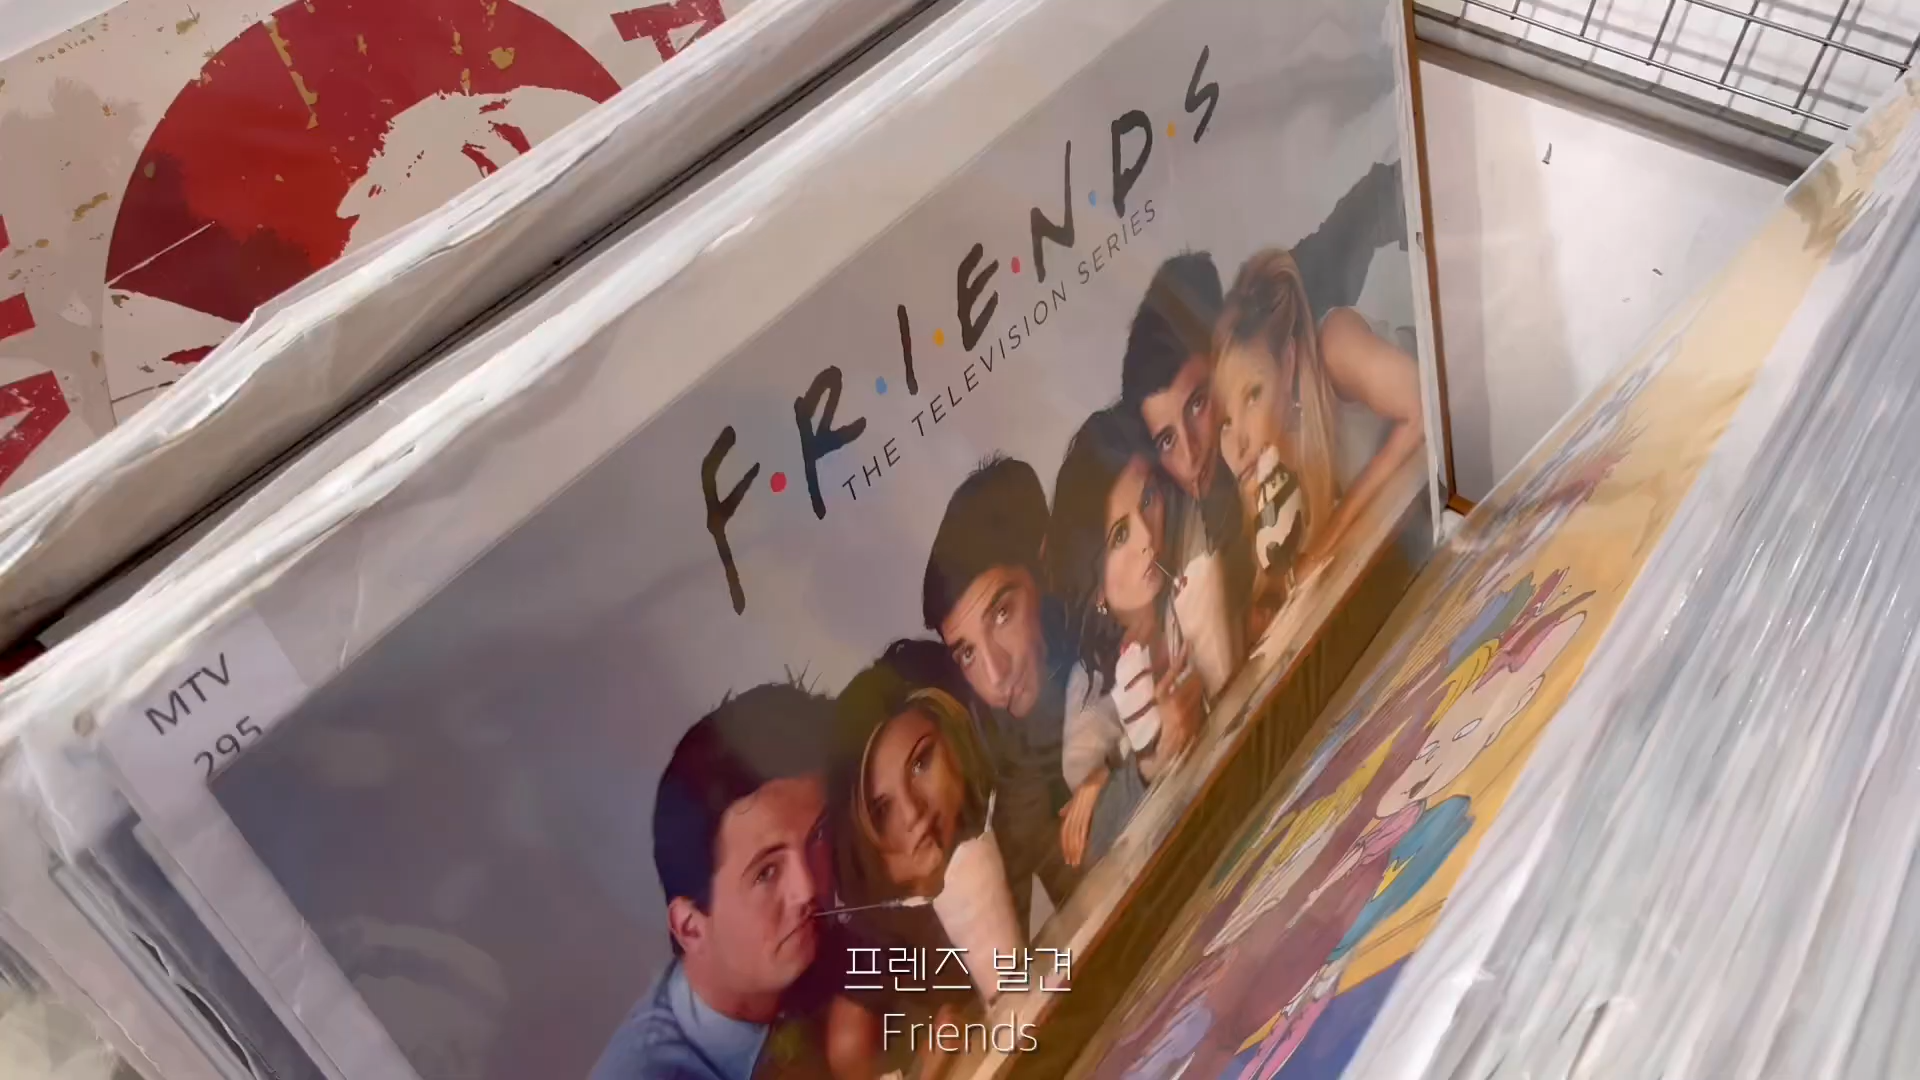 F·R·I·E·N·D·S
THE TELEVISION SERIES
MTV
295
프렌즈 발견
Friends